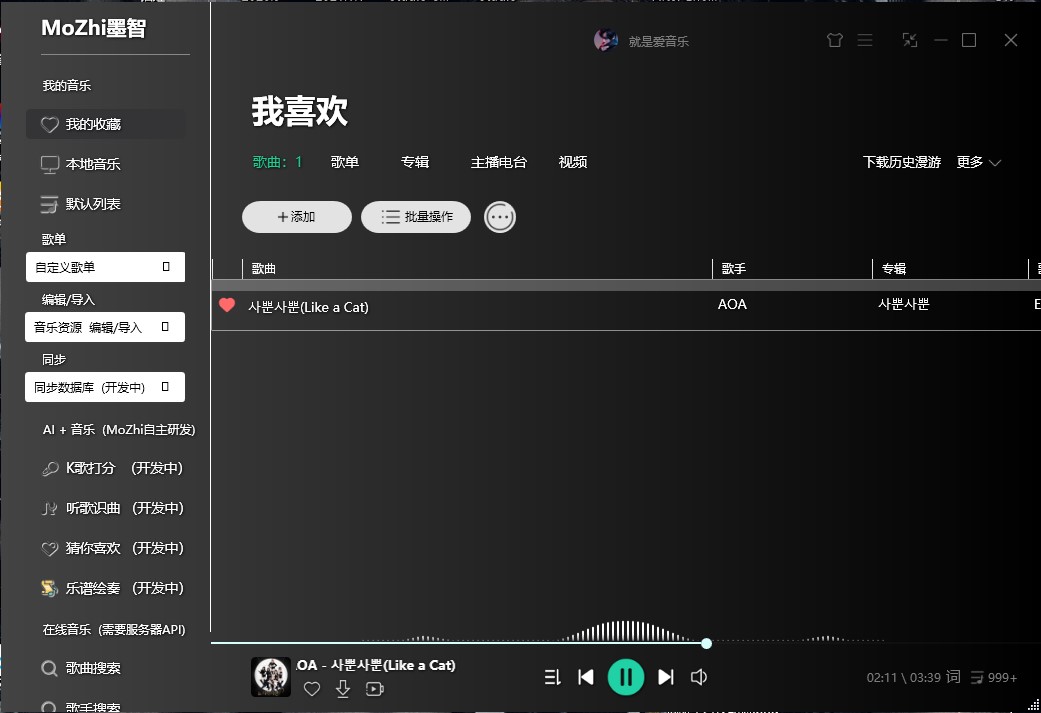 MoZhi墨智
就是爱音乐
我的音乐
我的收藏
本地音乐
默认列表
歌单
自定义歌单
编辑/导入
音乐资源 编辑/导入
同步
同步数据库 (开发中)
AI + 音乐 (MoZhi自主研发)
K歌打分 (开发中)
听歌识曲 (开发中)
猜你喜欢 (开发中)
乐谱绘奏 (开发中)
在线音乐 (需要服务器API)
歌曲搜索
歌手搜索
我喜欢
歌曲：1 歌单 专辑 主播电台 视频 下载历史漫游 更多
+添加 批量操作
歌曲 歌手 专辑
사뿐사뿐(Like a Cat) AOA 사뿐사뿐
OA - 사뿐사뿐(Like a Cat)
02:11 \ 03:39 词 999+